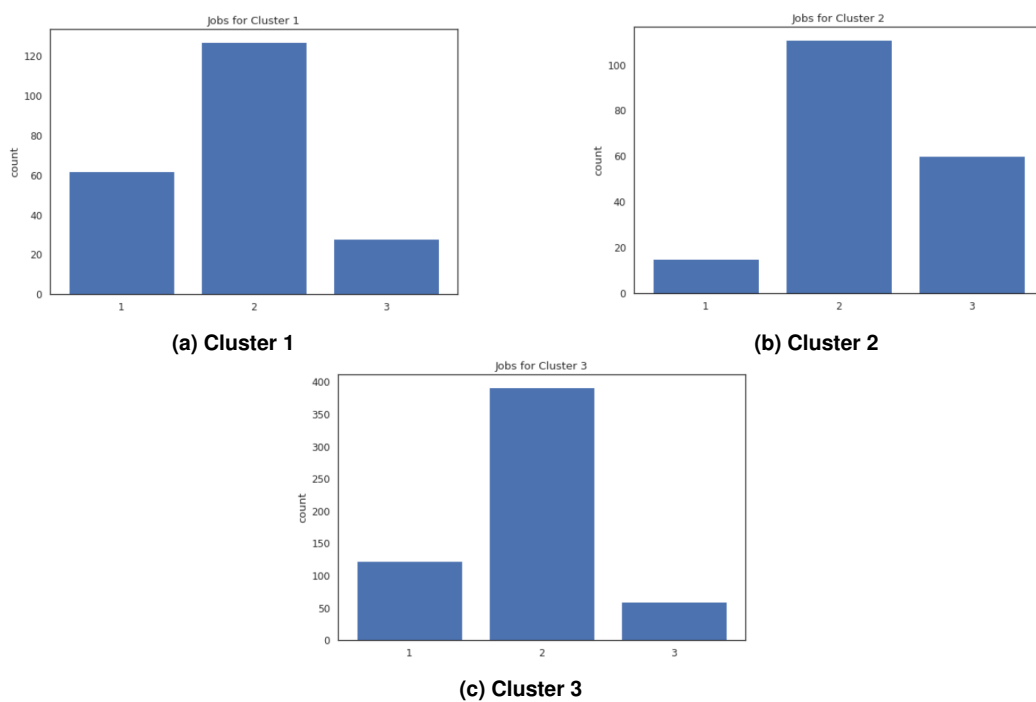 Jobs for Cluster 1
120
100
80
60
40
20
0
count
1 2 3
(a) Cluster 1
Jobs for Cluster 2
100
80
60
40
20
0
count
1 2 3
(b) Cluster 2
Jobs for Cluster 3
400
350
300
250
200
150
100
50
0
count
1 2 3
(c) Cluster 3